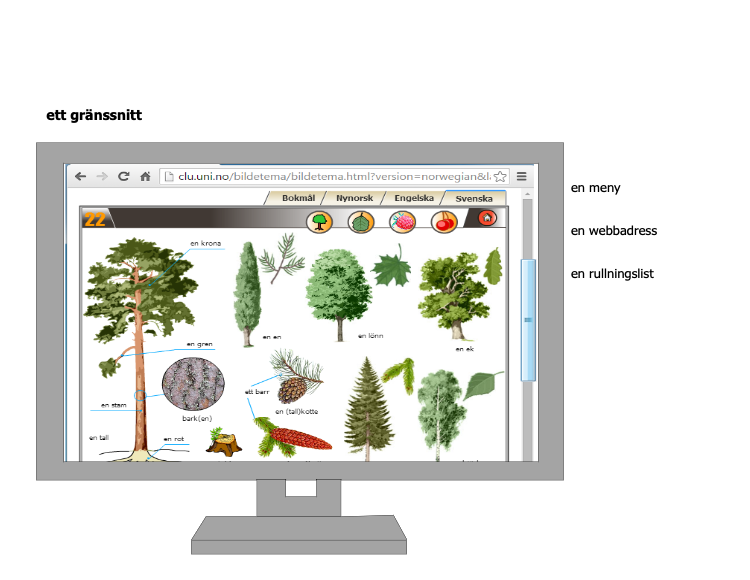 ett gränssnitt
clu.uni.no/bildetema/bildetema.html?version=norwegian&l
en meny
Bokmål Nynorsk Engelska Svenska
22
en webbadress
en krona
en rullningslist
en en
en lönn
en gren
en ek
ett barr
en stam
en (tall)kotte
bark(en)
en tall
en rot